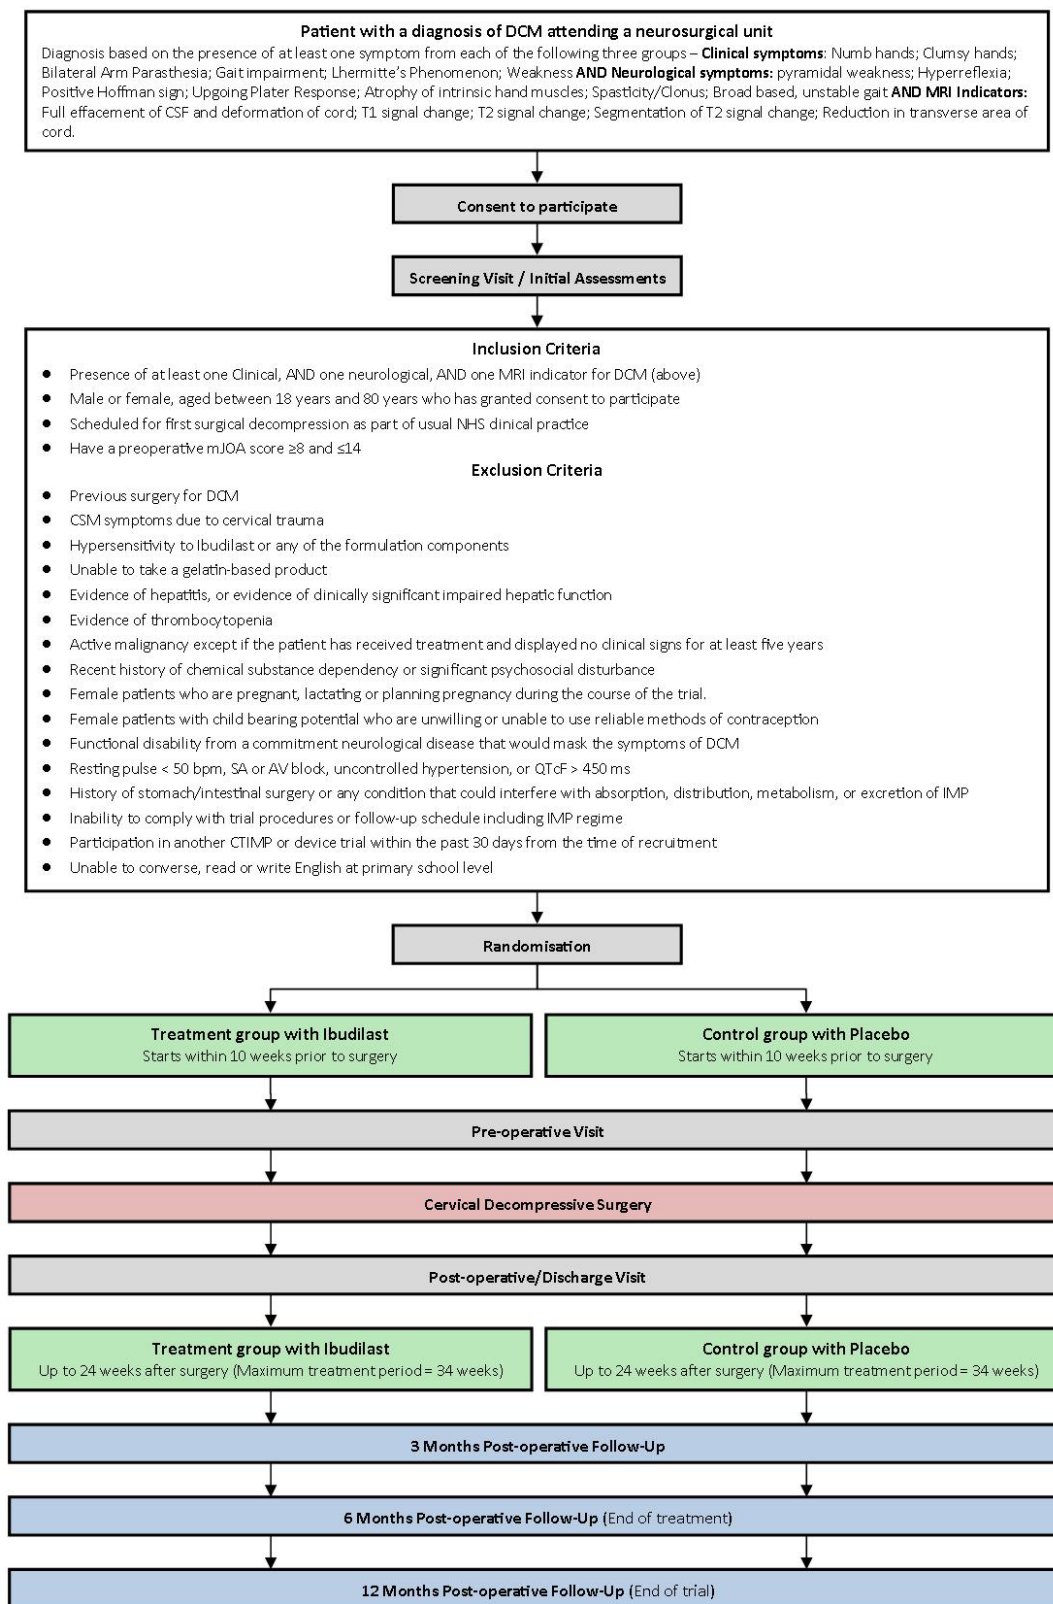 Patient with a diagnosis of DCM attending a neurosurgical unit
Diagnosis based on the presence of at least one symptom from each of the following three groups – Clinical symptoms: Numb hands; Clumsy hands;
Bilateral Arm Parasthesia; Gait impairment; Lhermitte's Phenomenon; Weakness AND Neurological symptoms: pyramidal weakness; Hyperreflexia;
Positive Hoffman sign; Upgoing Plater Response; Atrophy of intrinsic hand muscles; Spasticity/Clonus; Broad based, unstable gait AND MRI Indicators:
Full effacement of CSF and deformation of cord; T1 signal change; T2 signal change; Segmentation of T2 signal change; Reduction in transverse area of
cord.
Consent to participate
Screening Visit / Initial Assessments
Inclusion Criteria
● Presence of at least one Clinical, AND one neurological, AND one MRI indicator for DCM (above)
● Male or female, aged between 18 years and 80 years who has granted consent to participate
● Scheduled for first surgical decompression as part of usual NHS clinical practice
● Have a preoperative mJOA score ≥8 and ≤14
Exclusion Criteria
● Previous surgery for DCM
● CSM symptoms due to cervical trauma
● Hypersensitivity to Ibudilast or any of the formulation components
● Unable to take a gelatin-based product
● Evidence of hepatitis, or evidence of clinically significant impaired hepatic function
● Evidence of thrombocytopenia
● Active malignancy except if the patient has received treatment and displayed no clinical signs for at least five years
● Recent history of chemical substance dependency or significant psychosocial disturbance
● Female patients who are pregnant, lactating or planning pregnancy during the course of the trial.
● Female patients with child bearing potential who are unwilling or unable to use reliable methods of contraception
● Functional disability from a commitment neurological disease that would mask the symptoms of DCM
● Resting pulse < 50 bpm, SA or AV block, uncontrolled hypertension, or QTcF > 450 ms
● History of stomach/intestinal surgery or any condition that could interfere with absorption, distribution, metabolism, or excretion of IMP
● Inability to comply with trial procedures or follow-up schedule including IMP regime
● Participation in another CTIMP or device trial within the past 30 days from the time of recruitment
● Unable to converse, read or write English at primary school level
Randomisation
Treatment group with Ibudilast
Starts within 10 weeks prior to surgery
Control group with Placebo
Starts within 10 weeks prior to surgery
Pre-operative Visit
Cervical Decompressive Surgery
Post-operative/Discharge Visit
Treatment group with Ibudilast
Up to 24 weeks after surgery (Maximum treatment period = 34 weeks)
Control group with Placebo
Up to 24 weeks after surgery (Maximum treatment period = 34 weeks)
3 Months Post-operative Follow-Up
6 Months Post-operative Follow-Up (End of treatment)
12 Months Post-operative Follow-Up (End of trial)